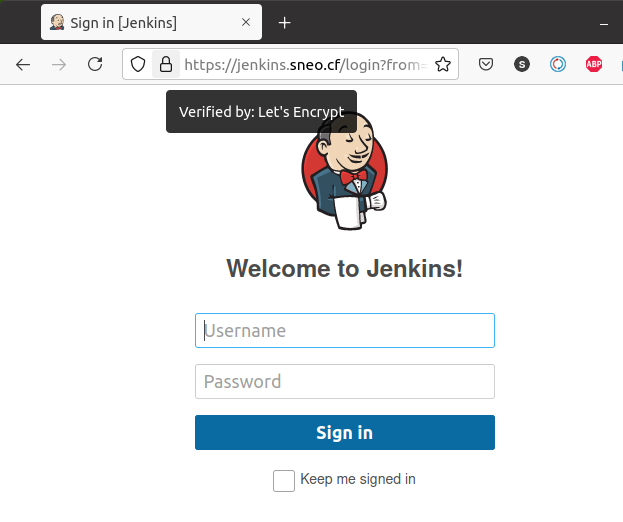 Sign in [Jenkins]
https://jenkins.sneo.cf/login?from=
S
ABP
Verified by: Let's Encrypt
Welcome to Jenkins!
Username
Password
Sign in
Keep me signed in